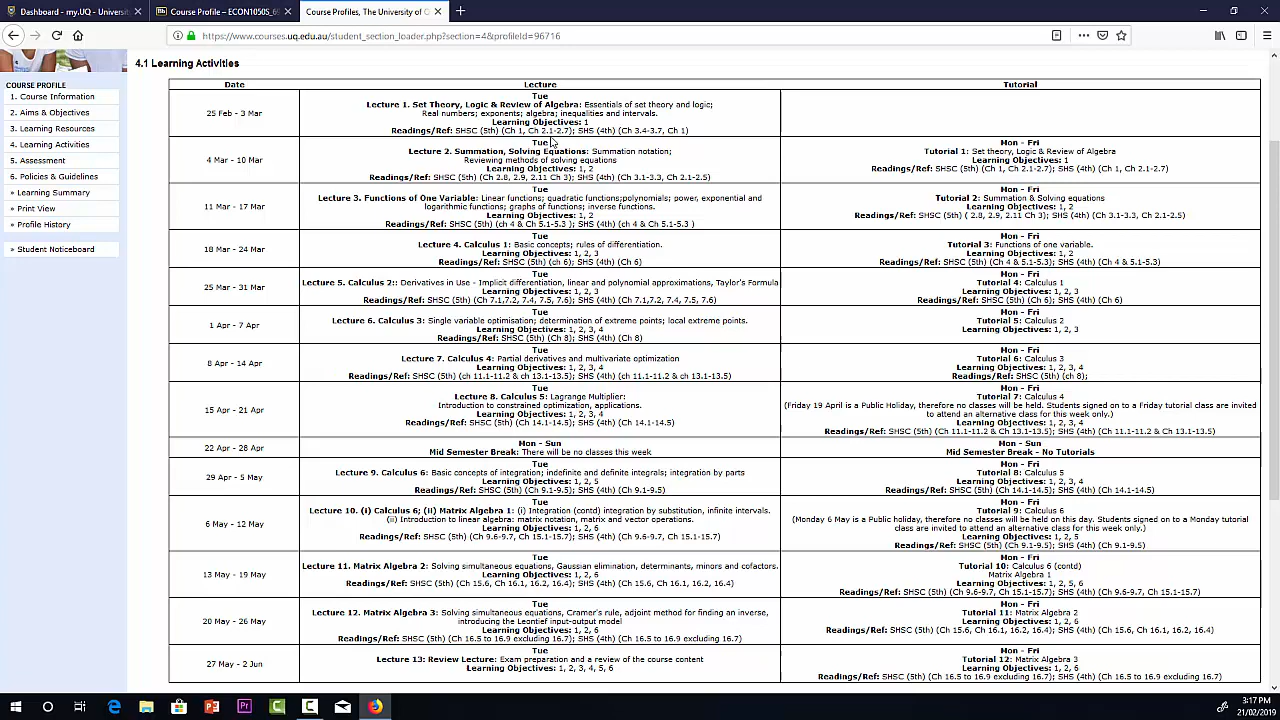 Dashboard - my.UQ - Universit
Course Profile – ECON1050S_69
Course Profiles, The University of Q
https://www.courses.uq.edu.au/student_section_loader.php?section=4&profileId=96716
4.1 Learning Activities
COURSE PROFILE
1. Course Information
2. Aims & Objectives
3. Learning Resources
4. Learning Activities
5. Assessment
6. Policies & Guidelines
» Learning Summary
» Print View
» Profile History
» Student Noticeboard
Date Lecture Tutorial
25 Feb - 3 Mar
Tue
Lecture 1. Set Theory, Logic & Review of Algebra: Essentials of set theory and logic;
Real numbers; exponents; algebra; inequalities and intervals.
Learning Objectives: 1
Readings/Ref: SHSC (5th) (Ch 1, Ch 2.1-2.7); SHS (4th) (Ch 3.4-3.7, Ch 1)
4 Mar - 10 Mar
Tue
Lecture 2. Summation, Solving Equations: Summation notation;
Reviewing methods of solving equations
Learning Objectives: 1, 2
Readings/Ref: SHSC (5th) (Ch 2.8, 2.9, 2.11 Ch 3); SHS (4th) (Ch 3.1-3.3, Ch 2.1-2.5)
Mon - Fri
Tutorial 1: Set theory, Logic & Review of Algebra
Learning Objectives: 1
Readings/Ref: SHSC (5th) (Ch 1, Ch 2.1-2.7); SHS (4th) (Ch 1, Ch 2.1-2.7)
11 Mar - 17 Mar
Tue
Lecture 3. Functions of One Variable: Linear functions; quadratic functions;polynomials; power, exponential and
logarithmic functions; graphs of functions; inverse functions.
Learning Objectives: 1, 2
Readings/Ref: SHSC (5th) (ch 4 & Ch 5.1-5.3 ); SHS (4th) (ch 4 & Ch 5.1-5.3 )
Mon - Fri
Tutorial 2: Summation & Solving equations
Learning Objectives: 1, 2
Readings/Ref: SHSC (5th) ( 2.8, 2.9, 2.11 Ch 3); SHS (4th) (Ch 3.1-3.3, Ch 2.1-2.5)
18 Mar - 24 Mar
Tue
Lecture 4. Calculus 1: Basic concepts; rules of differentiation.
Learning Objectives: 1, 2, 3
Readings/Ref: SHSC (5th) (ch 6); SHS (4th) (Ch 6)
Mon - Fri
Tutorial 3: Functions of one variable.
Learning Objectives: 1, 2
Readings/Ref: SHSC (5th) (Ch 4 & 5.1-5.3); SHS (4th) (Ch 4 & 5.1-5.3)
25 Mar - 31 Mar
Tue
Lecture 5. Calculus 2:: Derivatives in Use - Implicit differentiation, linear and polynomial approximations, Taylor's Formula
Learning Objectives: 1, 2, 3
Readings/Ref: SHSC (5th) (Ch 7.1,7.2, 7.4, 7.5, 7.6); SHS (4th) (Ch 7.1,7.2, 7.4, 7.5, 7.6)
Mon - Fri
Tutorial 4: Calculus 1
Learning Objectives: 1, 2, 3
Readings/Ref: SHSC (5th) (Ch 6); SHS (4th) (Ch 6)
1 Apr - 7 Apr
Tue
Lecture 6. Calculus 3: Single variable optimisation; determination of extreme points; local extreme points.
Learning Objectives: 1, 2, 3, 4
Readings/Ref: SHSC (5th) (Ch 8); SHS (4th) (Ch 8)
Mon - Fri
Tutorial 5: Calculus 2
Learning Objectives: 1, 2, 3
8 Apr - 14 Apr
Tue
Lecture 7. Calculus 4: Partial derivatives and multivariate optimization
Learning Objectives: 1, 2, 3, 4
Readings/Ref: SHSC (5th) (ch 11.1-11.2 & ch 13.1-13.5); SHS (4th) (ch 11.1-11.2 & ch 13.1-13.5)
Mon - Fri
Tutorial 6: Calculus 3
Learning Objectives: 1, 2, 3, 4
Readings/Ref: SHSC (5th) (ch 8);
15 Apr - 21 Apr
Tue
Lecture 8. Calculus 5: Lagrange Multiplier:
Introduction to constrained optimization, applications.
Learning Objectives: 1, 2, 3, 4
Readings/Ref: SHSC (5th) (Ch 14.1-14.5); SHS (4th) (Ch 14.1-14.5)
Mon - Fri
Tutorial 7: Calculus 4
(Friday 19 April is a Public Holiday, therefore no classes will be held. Students signed on to a Friday tutorial class are invited
to attend an alternative class for this week only.)
Learning Objectives: 1, 2, 3, 4
Readings/Ref: SHSC (5th) (Ch 11.1-11.2 & Ch 13.1-13.5); SHS (4th) (Ch 11.1-11.2 & Ch 13.1-13.5)
22 Apr - 28 Apr
Mon - Sun
Mid Semester Break: There will be no classes this week
Mon - Sun
Mid Semester Break - No Tutorials
29 Apr - 5 May
Tue
Lecture 9. Calculus 6: Basic concepts of integration; indefinite and definite integrals; integration by parts
Learning Objectives: 1, 2, 5
Readings/Ref: SHSC (5th) (Ch 9.1-9.5); SHS (4th) (Ch 9.1-9.5)
Mon - Fri
Tutorial 8: Calculus 5
Learning Objectives: 1, 2, 3, 4
Readings/Ref: SHSC (5th) (Ch 14.1-14.5); SHS (4th) (Ch 14.1-14.5)
6 May - 12 May
Tue
Lecture 10. (i) Calculus 6; (II) Matrix Algebra 1: (i) Integration (contd) integration by substitution, infinite intervals.
(ii) Introduction to linear algebra: matrix notation, matrix and vector operations.
Learning Objectives: 1, 2, 6
Readings/Ref: SHSC (5th) (Ch 9.6-9.7, Ch 15.1-15.7); SHS (4th) (Ch 9.6-9.7, Ch 15.1-15.7)
Mon - Fri
Tutorial 9: Calculus 6
(Monday 6 May is a Public holiday, therefore no classes will be held on this day. Students signed on to a Monday tutorial
class are invited to attend an alternative class for this week only.)
Learning Objectives: 1, 2, 5
Readings/Ref: SHSC (5th) (Ch 9.1-9.5); SHS (4th) (Ch 9.1-9.5)
13 May - 19 May
Tue
Lecture 11. Matrix Algebra 2: Solving simultaneous equations, Gaussian elimination, determinants, minors and cofactors.
Learning Objectives: 1, 2, 6
Readings/Ref: SHSC (5th) (Ch 15.6, Ch 16.1, 16.2, 16.4); SHS (4th) (Ch 15.6, Ch 16.1, 16.2, 16.4)
Mon - Fri
Tutorial 10: Calculus 6 (contd)
Matrix Algebra 1
Learning Objectives: 1, 2, 5, 6
Readings/Ref: SHSC (5th) (Ch 9.6-9.7, Ch 15.1-15.7); SHS (4th) (Ch 9.6-9.7, Ch 15.1-15.7)
20 May - 26 May
Tue
Lecture 12. Matrix Algebra 3: Solving simultaneous equations, Cramer's rule, adjoint method for finding an inverse,
introducing the Leontief input-output model
Learning Objectives: 1, 2, 6
Readings/Ref: SHSC (5th) (Ch 16.5 to 16.9 excluding 16.7); SHS (4th) (Ch 16.5 to 16.9 excluding 16.7)
Mon - Fri
Tutorial 11: Matrix Algebra 2
Learning Objectives: 1, 2, 6
Readings/Ref: SHSC (5th) (Ch 15.6, Ch 16.1, 16.2, 16.4); SHS (4th) (Ch 15.6, Ch 16.1, 16.2, 16.4)
27 May - 2 Jun
Tue
Lecture 13: Review Lecture: Exam preparation and a review of the course content
Learning Objectives: 1, 2, 3, 4, 5, 6
Mon - Fri
Tutorial 12: Matrix Algebra 3
Learning Objectives: 1, 2, 6
Readings/Ref: SHSC (5th) (Ch 16.5 to 16.9 excluding 16.7); SHS (4th) (Ch 16.5 to 16.9 excluding 16.7)
3:17 PM
21/02/2019